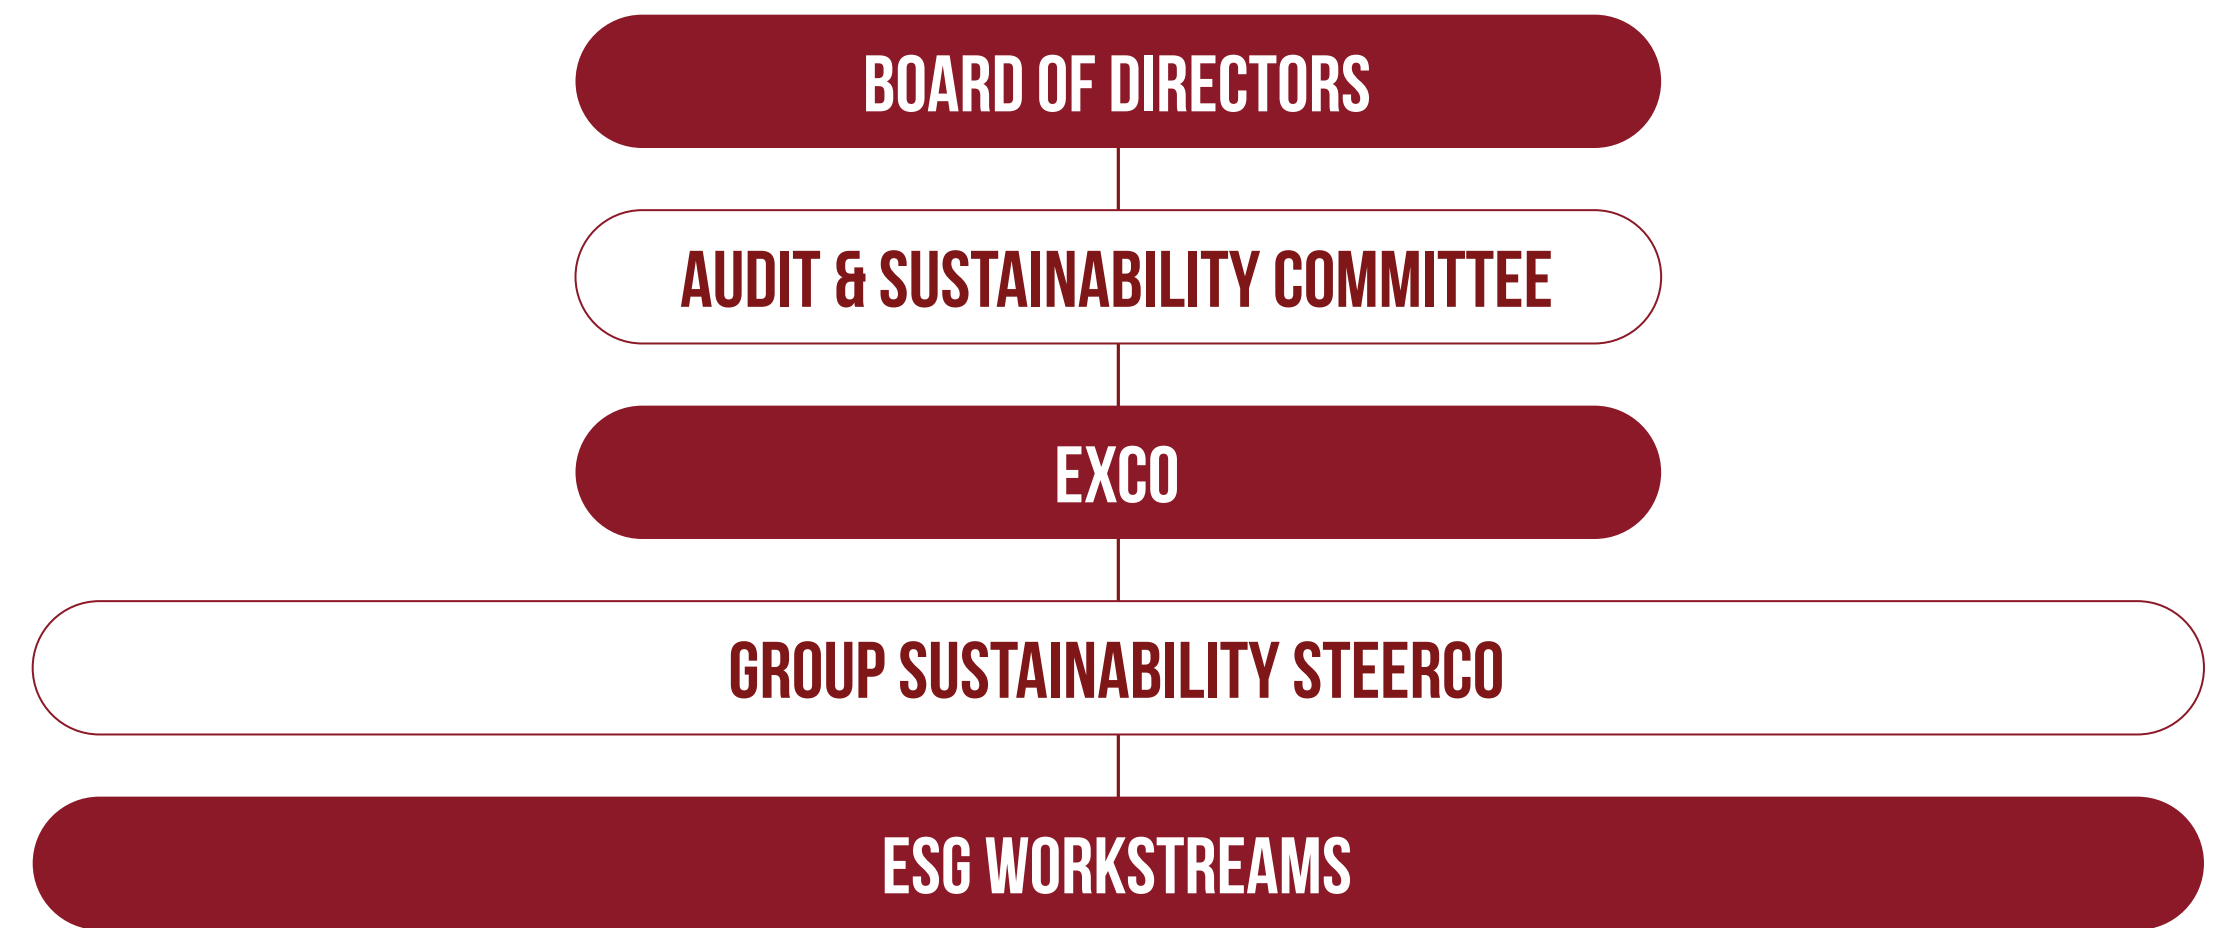 BOARD OF DIRECTORS
AUDIT & SUSTAINABILITY COMMITTEE
EXCO
GROUP SUSTAINABILITY STEERCO
ESG WORKSTREAMS